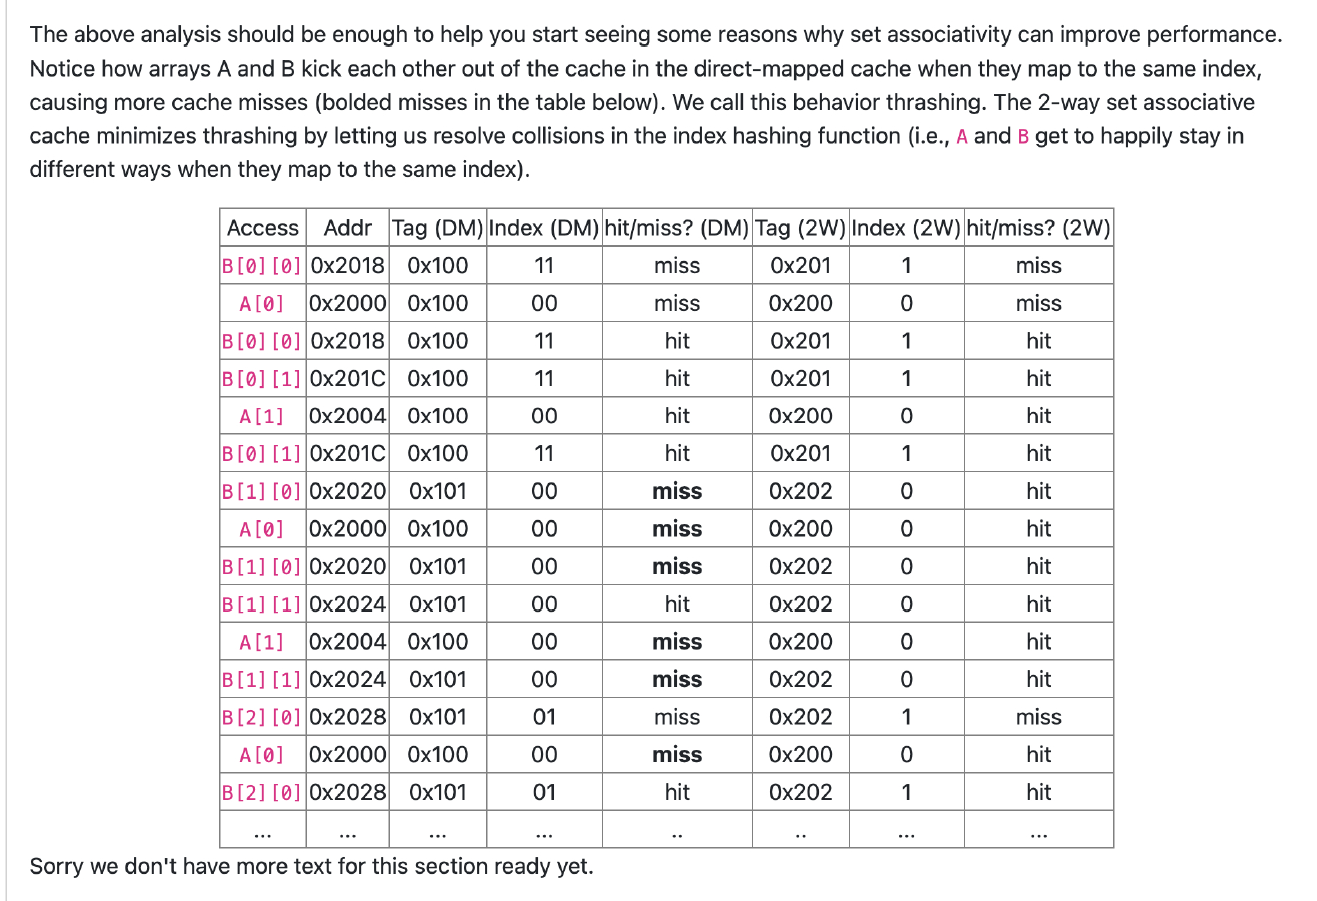 The above analysis should be enough to help you start seeing some reasons why set associativity can improve performance.
Notice how arrays A and B kick each other out of the cache in the direct-mapped cache when they map to the same index,
causing more cache misses (bolded misses in the table below). We call this behavior thrashing. The 2-way set associative
cache minimizes thrashing by letting us resolve collisions in the index hashing function (i.e., A and B get to happily stay in
different ways when they map to the same index).
Access Addr Tag (DM) Index (DM) hit/miss? (DM) Tag (2W) Index (2W) hit/miss? (2W)
B[0][0] 0x2018 0x100 11 miss 0x201 1 miss
A[0] 0x2000 0x100 00 miss 0x200 0 miss
B[0][0] 0x2018 0x100 11 hit 0x201 1 hit
B[0][1] 0x201C 0x100 11 hit 0x201 1 hit
A[1] 0x2004 0x100 00 hit 0x200 0 hit
B[0][1] 0x201C 0x100 11 hit 0x201 1 hit
B[1][0] 0x2020 0x101 00 miss 0x202 0 hit
A[0] 0x2000 0x100 00 miss 0x200 0 hit
B[1][0] 0x2020 0x101 00 miss 0x202 0 hit
B[1][1] 0x2024 0x101 00 hit 0x202 0 hit
A[1] 0x2004 0x100 00 miss 0x200 0 hit
B[1][1] 0x2024 0x101 00 miss 0x202 0 hit
B[2][0] 0x2028 0x101 01 miss 0x202 1 miss
A[0] 0x2000 0x100 00 miss 0x200 0 hit
B[2][0] 0x2028 0x101 01 hit 0x202 1 hit
... ... ... ... .. .. ... ...
Sorry we don't have more text for this section ready yet.